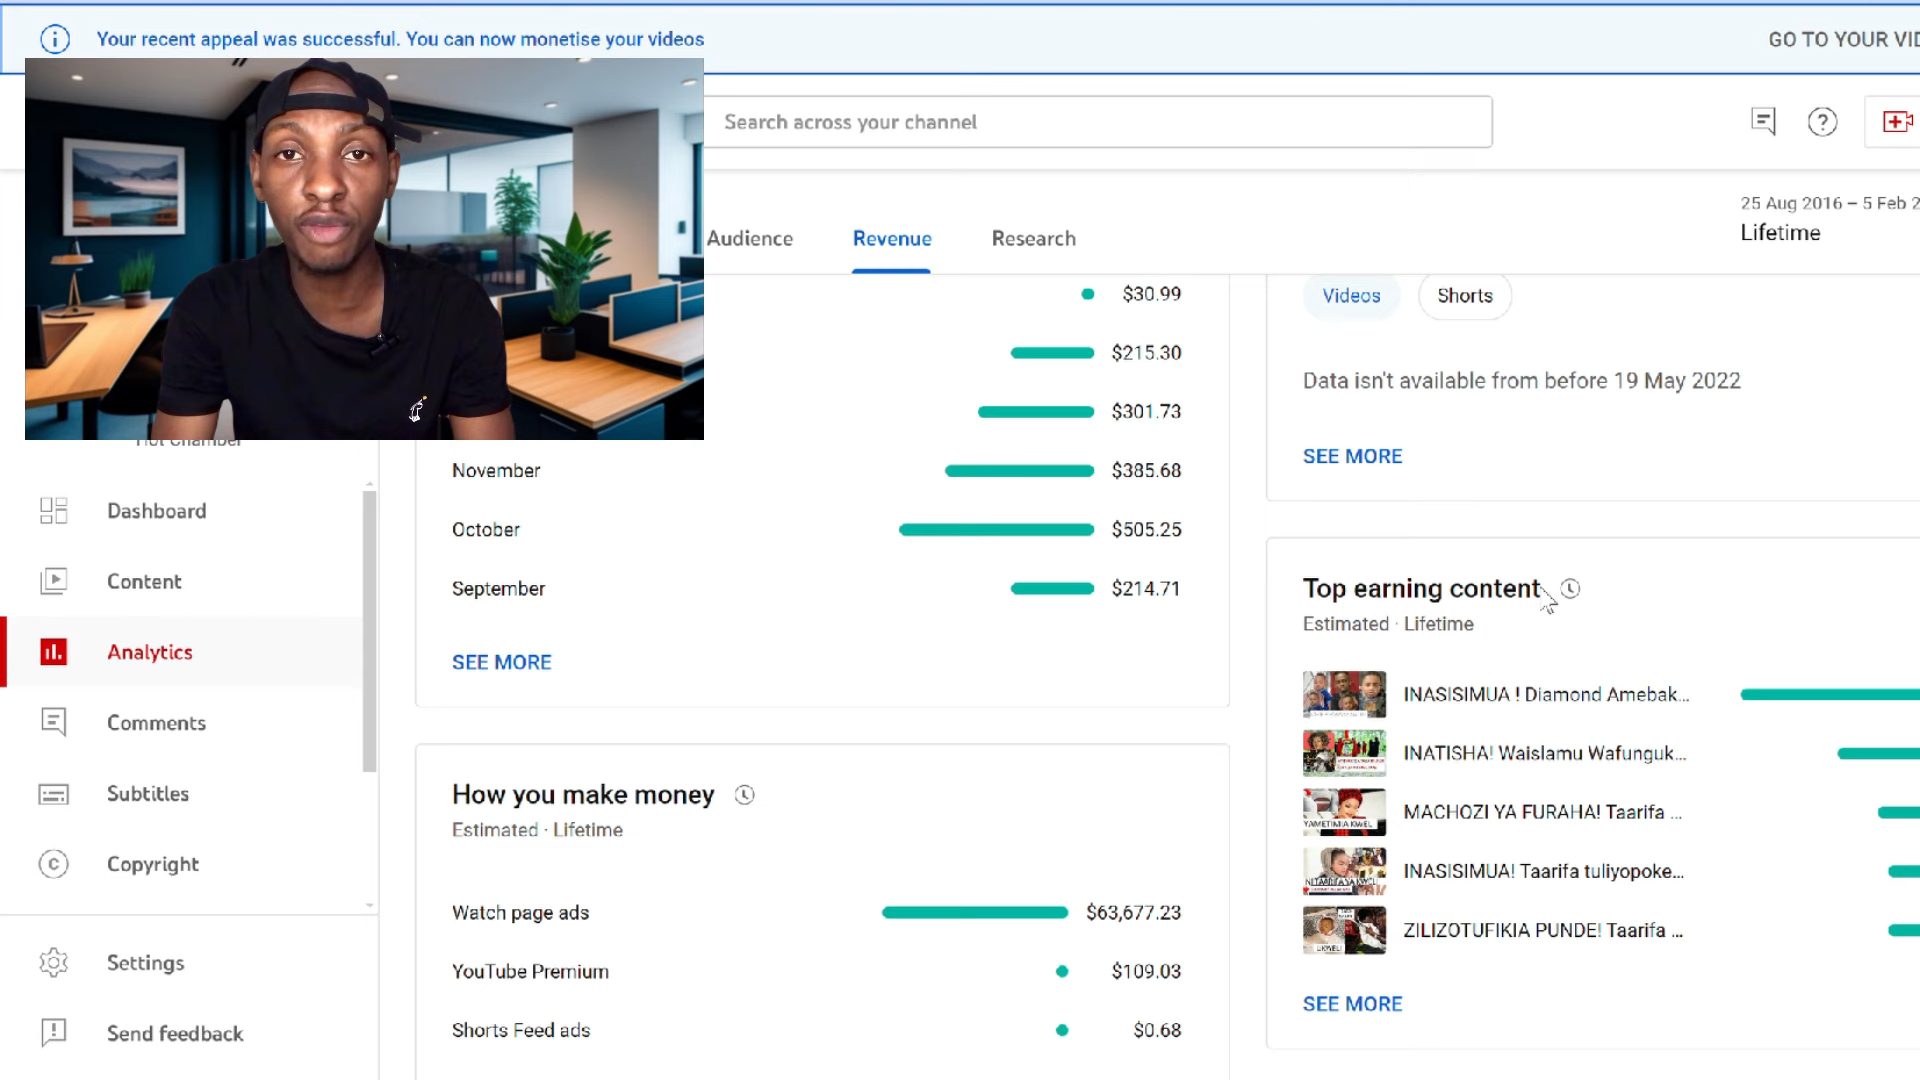 Your recent appeal was successful. You can now monetise your videos
GO TO YOUR
Search across your channel
25 Aug 2016 – 5 Feb
Lifetime
Audience
Revenue
Research
$30.99
$215.30
$301.73
November $385.68
October $505.25
September $214.71
SEE MORE
Videos
Shorts
Data isn't available from before 19 May 2022
SEE MORE
Dashboard
Content
Analytics
Comments
Subtitles
Copyright
Settings
Send feedback
How you make money
Estimated · Lifetime
Watch page ads $63,677.23
YouTube Premium $109.03
Shorts Feed ads $0.68
Top earning content
Estimated · Lifetime
INASISIMUA ! Diamond Amebak...
INATISHA! Waislamu Wafunguk...
MACHOZI YA FURAHA! Taarifa ...
INASISIMUA! Taarifa tuliyopoke...
ZILIZOTUFIKIA PUNDE! Taarifa ...
SEE MORE